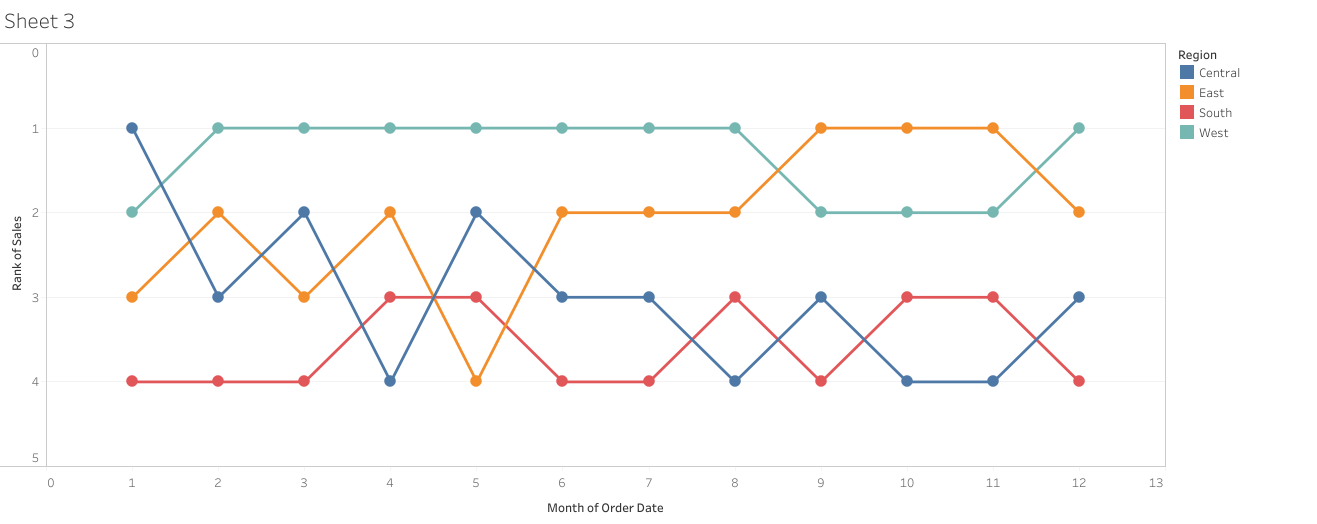 Sheet 3
0
1
2
3
4
5
Rank of Sales
0 1 2 3 4 5 6 7 8 9 10 11 12 13
Month of Order Date
Region
Central
East
South
West